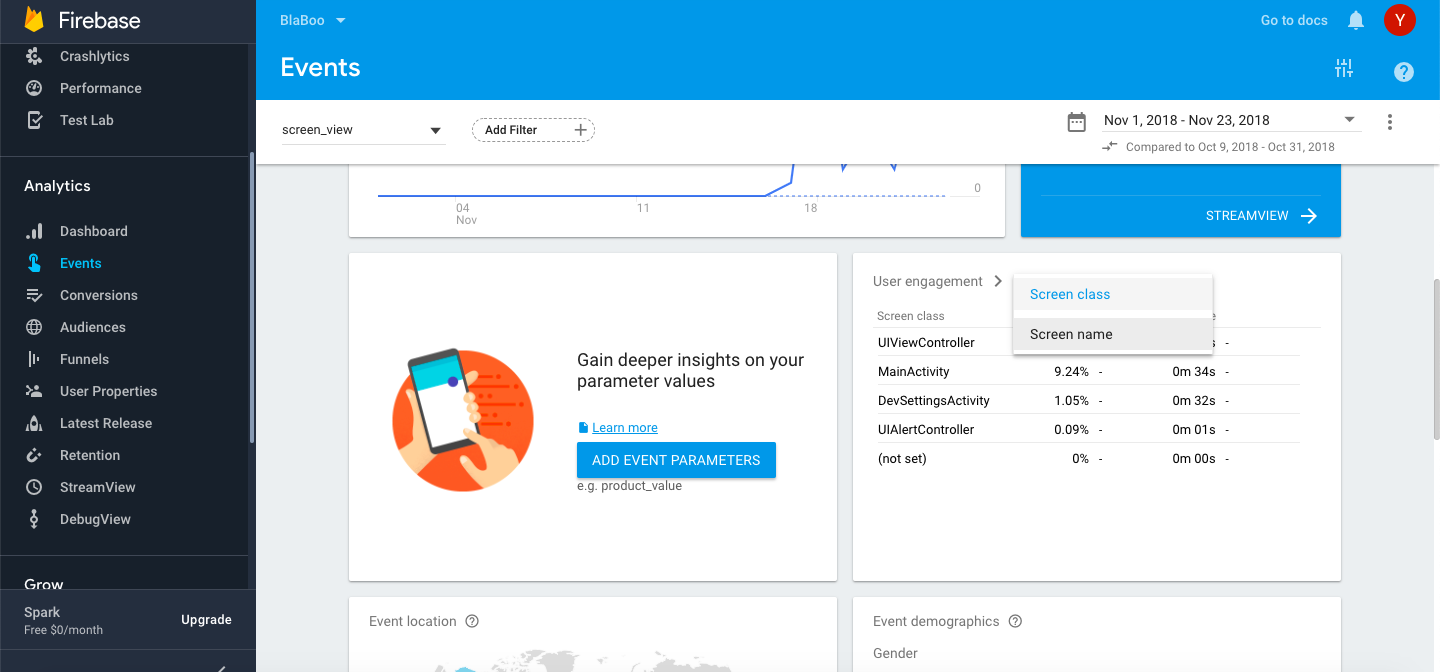 Firebase
Crashlytics
Performance
Test Lab
Analytics
Dashboard
Events
Conversions
Audiences
Funnels
User Properties
Latest Release
Retention
StreamView
DebugView
Grow
Spark
Free $0/month
Upgrade
BlaBoo
Go to docs
Y
Events
screen_view
Add Filter
Nov 1, 2018 - Nov 23, 2018
Compared to Oct 9, 2018 - Oct 31, 2018
0
04
Nov
11
18
STREAMVIEW
Gain deeper insights on your
parameter values
Learn more
ADD EVENT PARAMETERS
e.g. product_value
User engagement
Screen class
Screen name
Screen class
UIViewController -
MainActivity 9.24% - 0m 34s -
DevSettingsActivity 1.05% - 0m 32s -
UIAlertController 0.09% - 0m 01s -
(not set) 0% - 0m 00s -
Event location
Event demographics
Gender